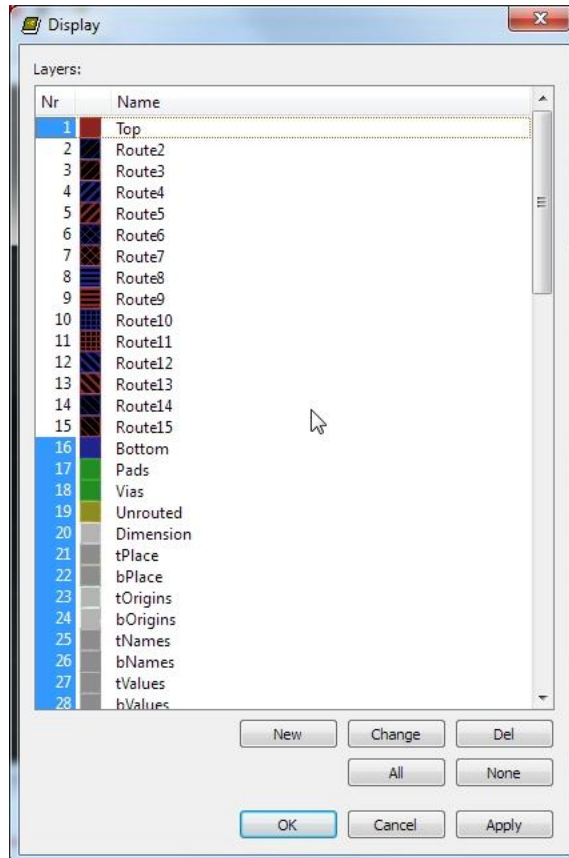 Display
Layers:
Nr Name
1 Top
2 Route2
3 Route3
4 Route4
5 Route5
6 Route6
7 Route7
8 Route8
9 Route9
10 Route10
11 Route11
12 Route12
13 Route13
14 Route14
15 Route15
16 Bottom
17 Pads
18 Vias
19 Unrouted
20 Dimension
21 tPlace
22 bPlace
23 tOrigins
24 bOrigins
25 tNames
26 bNames
27 tValues
28 bValues
New Change Del
All None
OK Cancel Apply